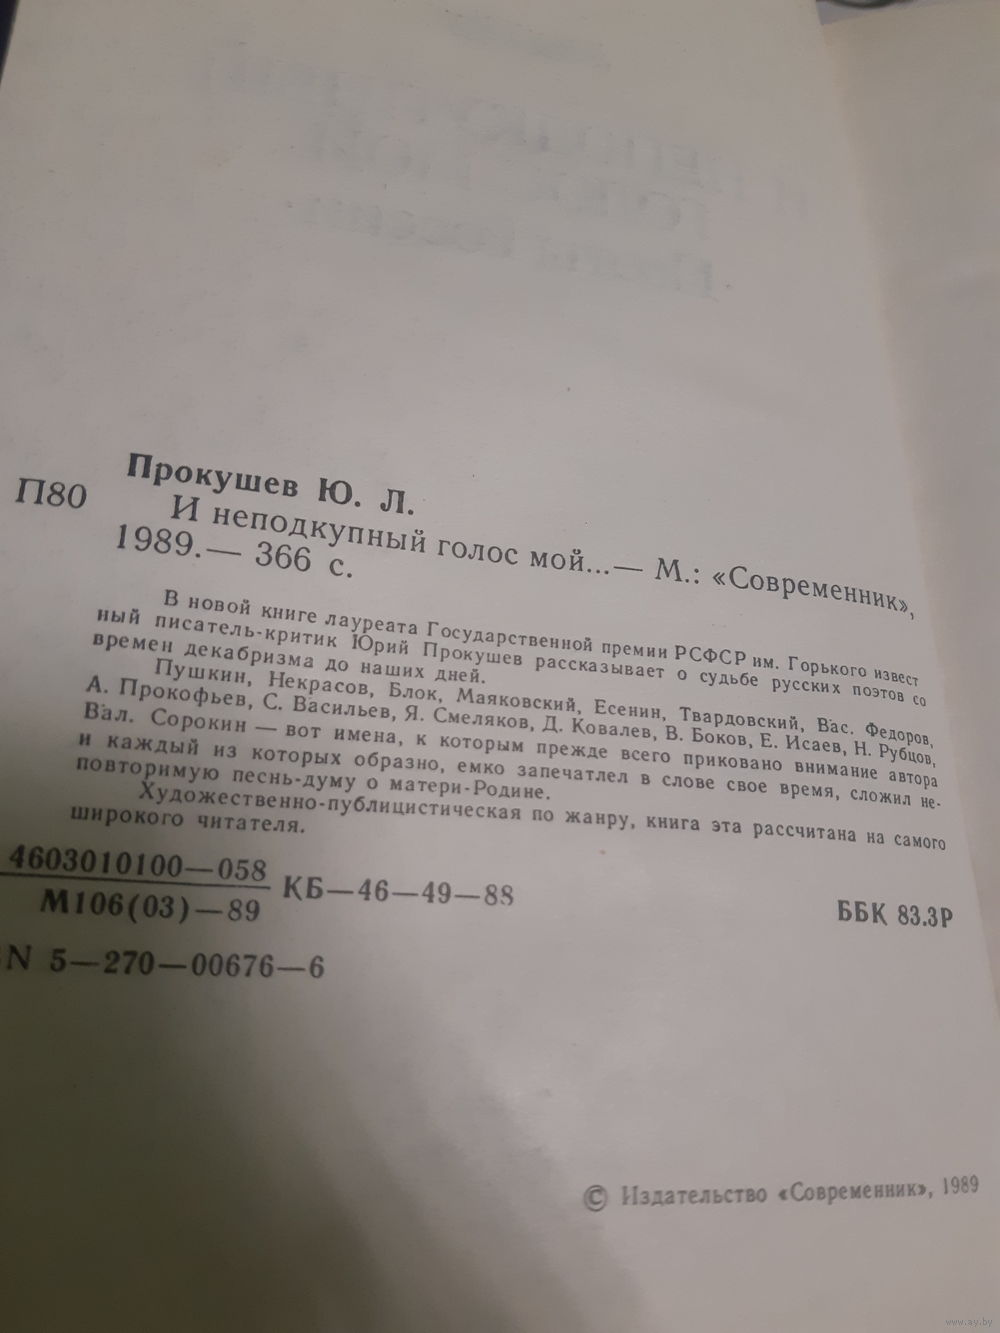 Прокушев Ю. Л.
П80 И неподкупный голос мой...— М.: «Современник»,
1989.— 366 с.
В новой книге лауреата Государственной премии РСФСР им. Горького извест
ный писатель-критик Юрий Прокушев рассказывает о судьбе русских поэтов со
времен декабризма до наших дней.
Пушкин, Некрасов, Блок, Маяковский, Есенин, Твардовский, Вас. Федоров,
А. Прокофьев, С. Васильев, Я. Смеляков, Д. Ковалев, В. Боков, Е. Исаев, Н. Рубцов,
Вал. Сорокин — вот имена, к которым прежде всего приковано внимание автора
и каждый из которых образно, емко запечатлел в слове свое время, сложил не-
повторимую песнь-думу о матери-Родине.
Художественно-публицистическая по жанру, книга эта рассчитана на самого
широкого читателя.
4603010100—058
М106(03)—89
КБ—46—49—88
ББК 83.3Р
N 5—270—00676—6
© Издательство «Современник», 1989
www.ay.by